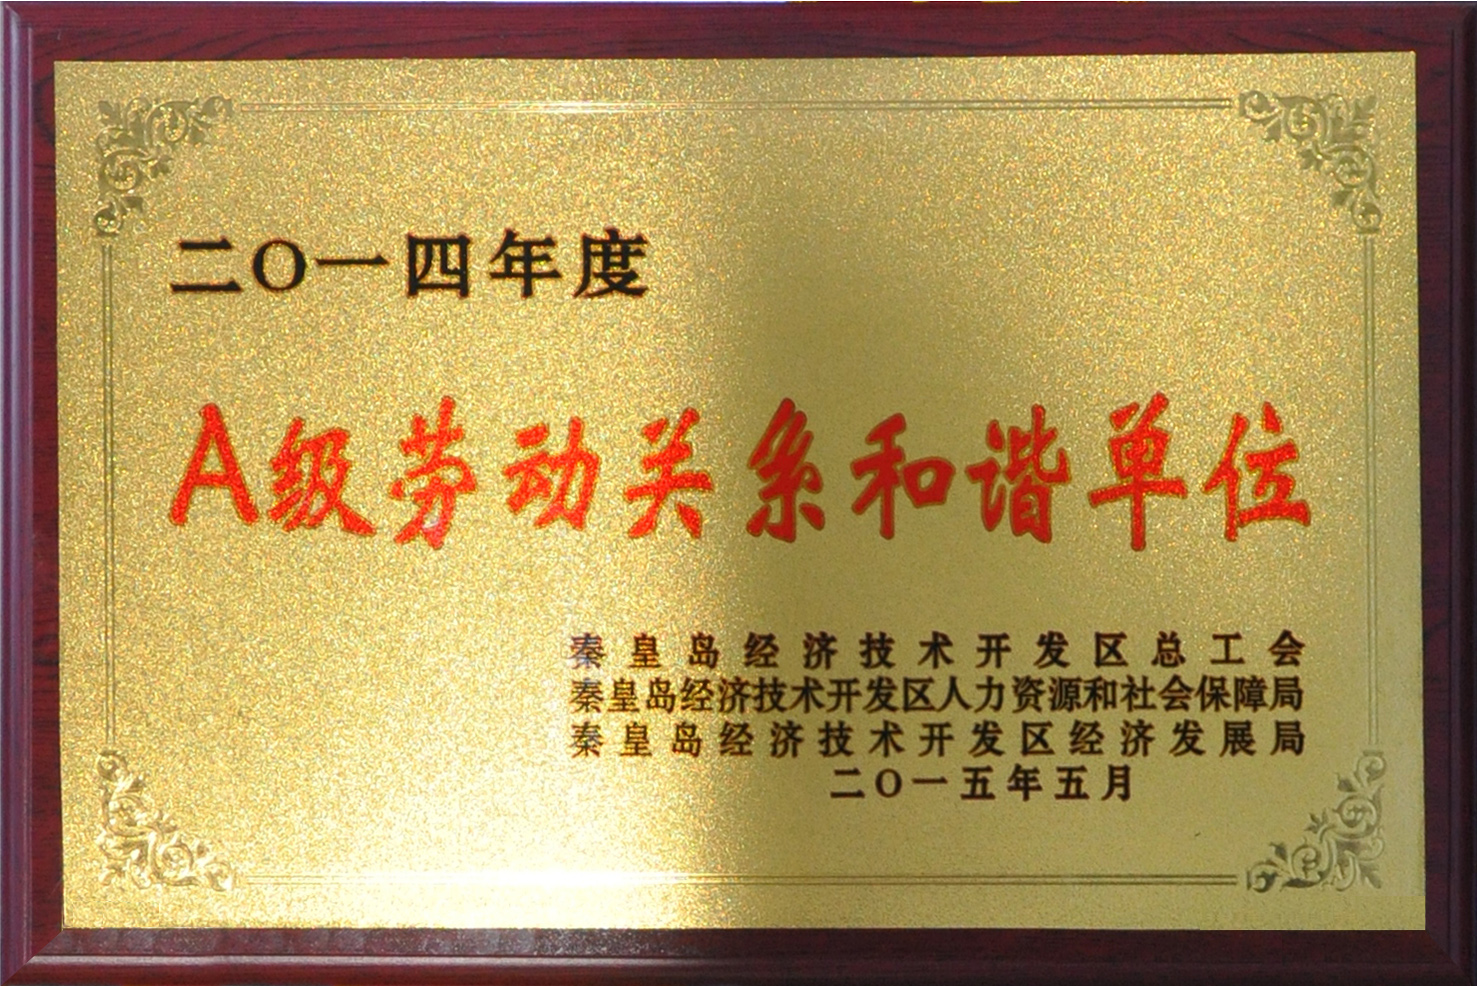 二〇一四年度
A级劳动关系和谐单位
秦皇岛经济技术开发区总工会
秦皇岛经济技术开发区人力资源和社会保障局
秦皇岛经济技术开发区经济发展局
二〇一五年五月